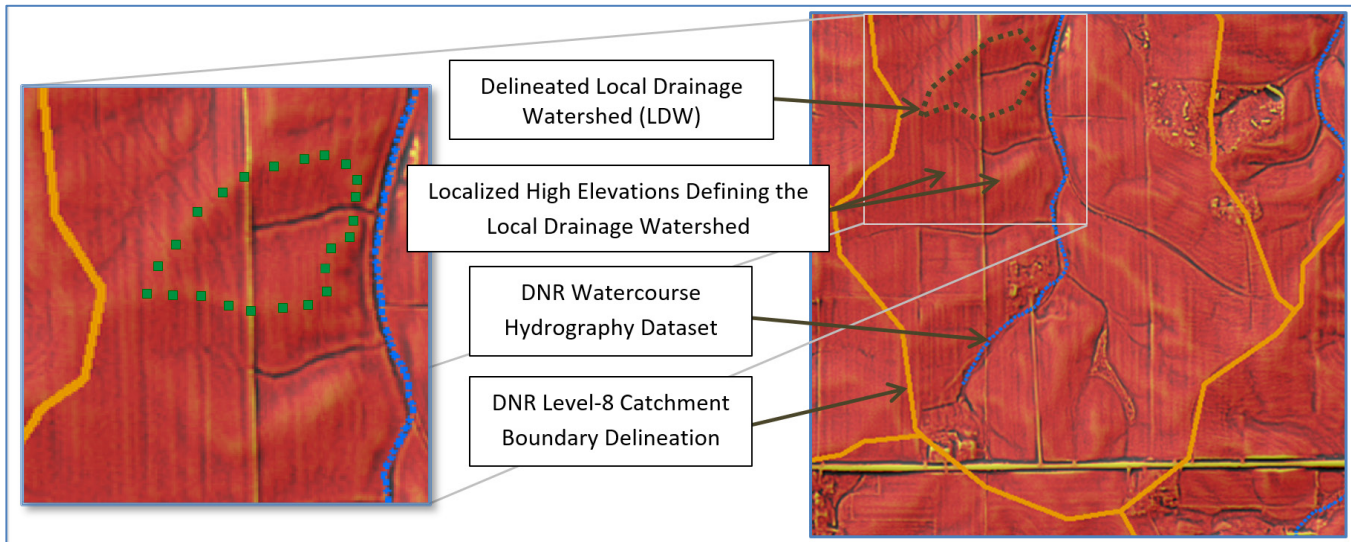 Delineated Local Drainage
Watershed (LDW)
Localized High Elevations Defining the
Local Drainage Watershed
DNR Watercourse
Hydrography Dataset
DNR Level-8 Catchment
Boundary Delineation